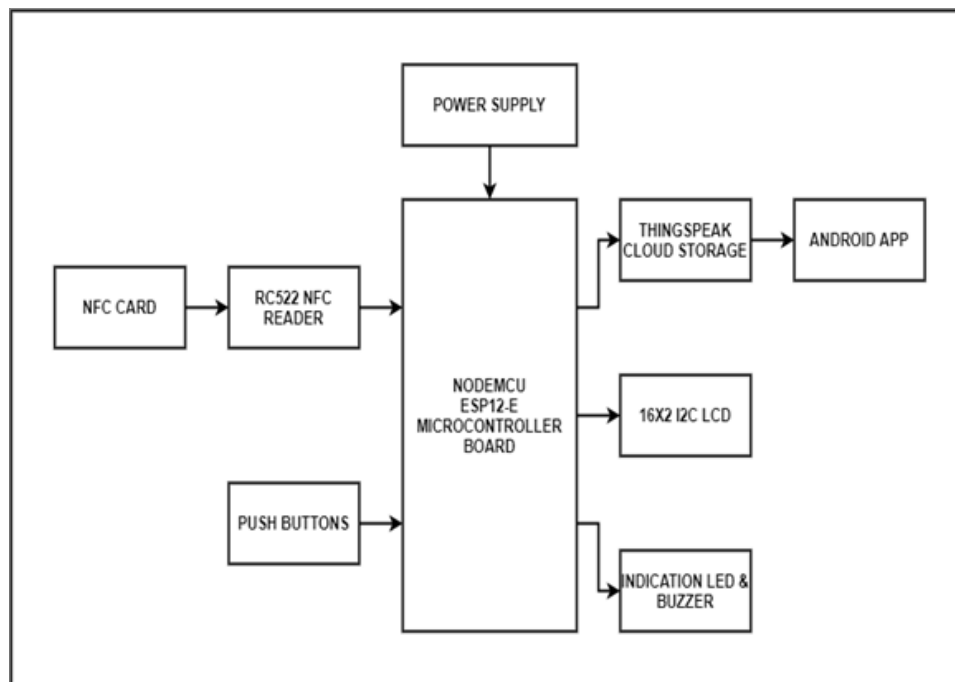 POWER SUPPLY
THINGSPEAK
CLOUD STORAGE
ANDROID APP
NFC CARD
RC522 NFC
READER
NODEMCU
ESP12-E
MICROCONTROLLER
BOARD
16X2 I2C LCD
PUSH BUTTONS
INDICATION LED &
BUZZER